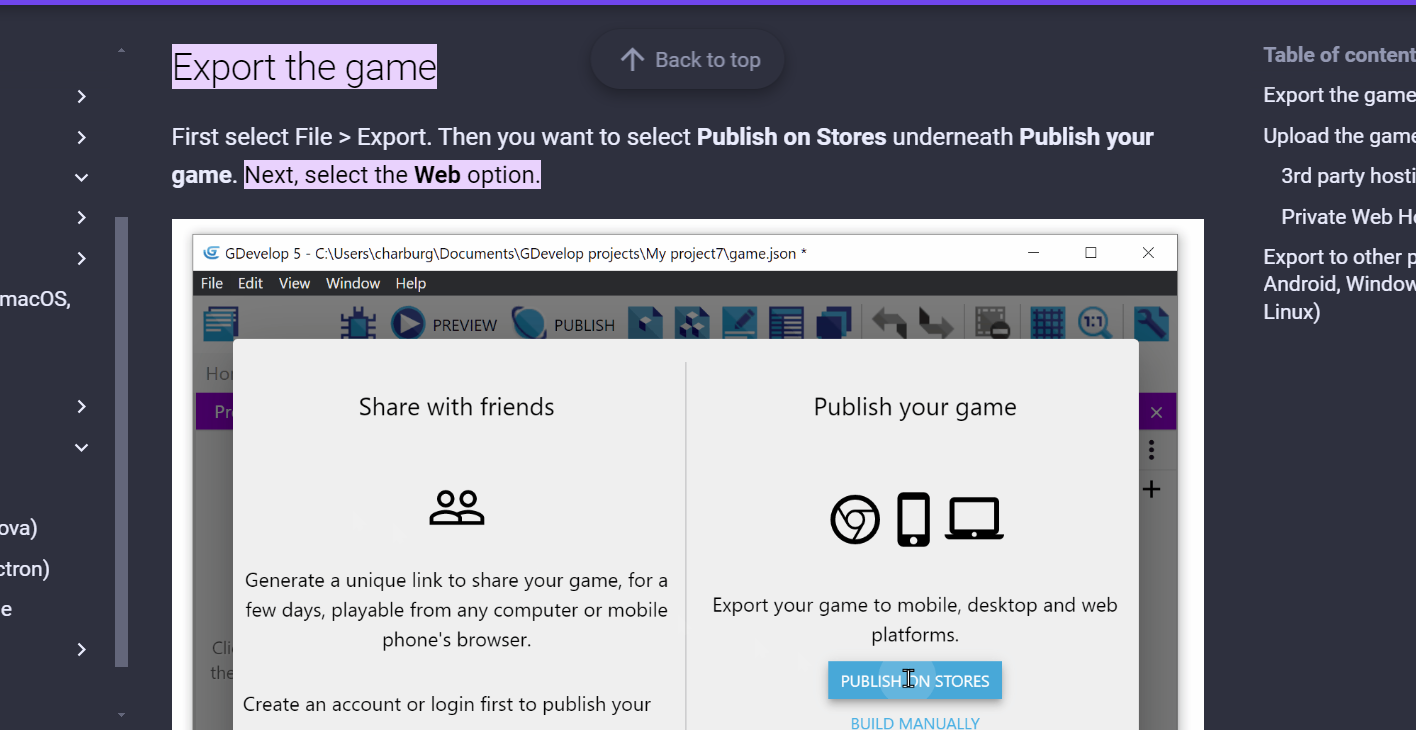 Export the game
Back to top
First select File > Export. Then you want to select Publish on Stores underneath Publish your
game. Next, select the Web option.
GDevelop 5 - C:\Users\charburg\Documents\GDevelop projects\My project7\game.json *
File Edit View Window Help
PREVIEW PUBLISH 1:1
Share with friends
Generate a unique link to share your game, for a
few days, playable from any computer or mobile
phone's browser.
Create an account or login first to publish your
Publish your game
Export your game to mobile, desktop and web
platforms.
PUBLISH ON STORES
BUILD MANUALLY
macOS,
ova)
ctron)
e
Table of content
Export the game
Upload the game
3rd party hosti
Private Web Ho
Export to other p
Android, Window
Linux)